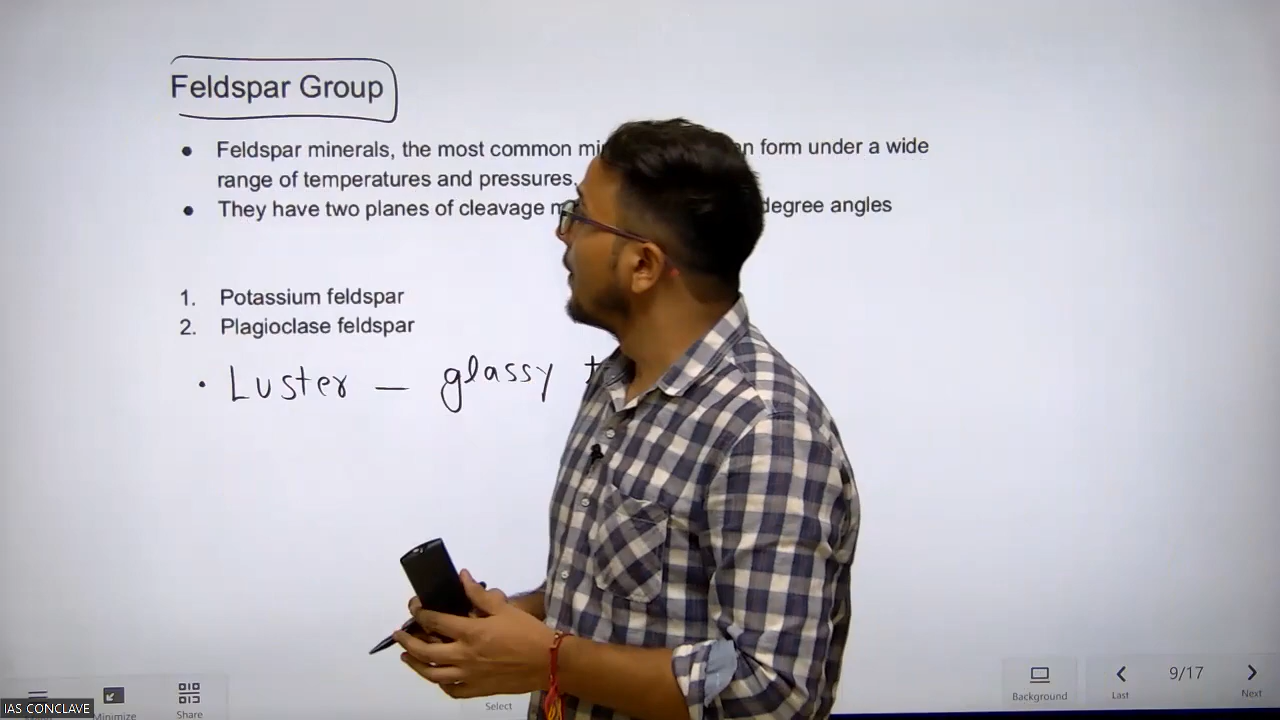 Feldspar Group
● Feldspar minerals, the most common n form under a wide
range of temperatures and pressures.
● They have two planes of cleavage degree angles
1. Potassium feldspar
2. Plagioclase feldspar
• Luster — glassy
IAS CONCLAVE
Minimize
Share
Select
Background
Last
9/17
Next